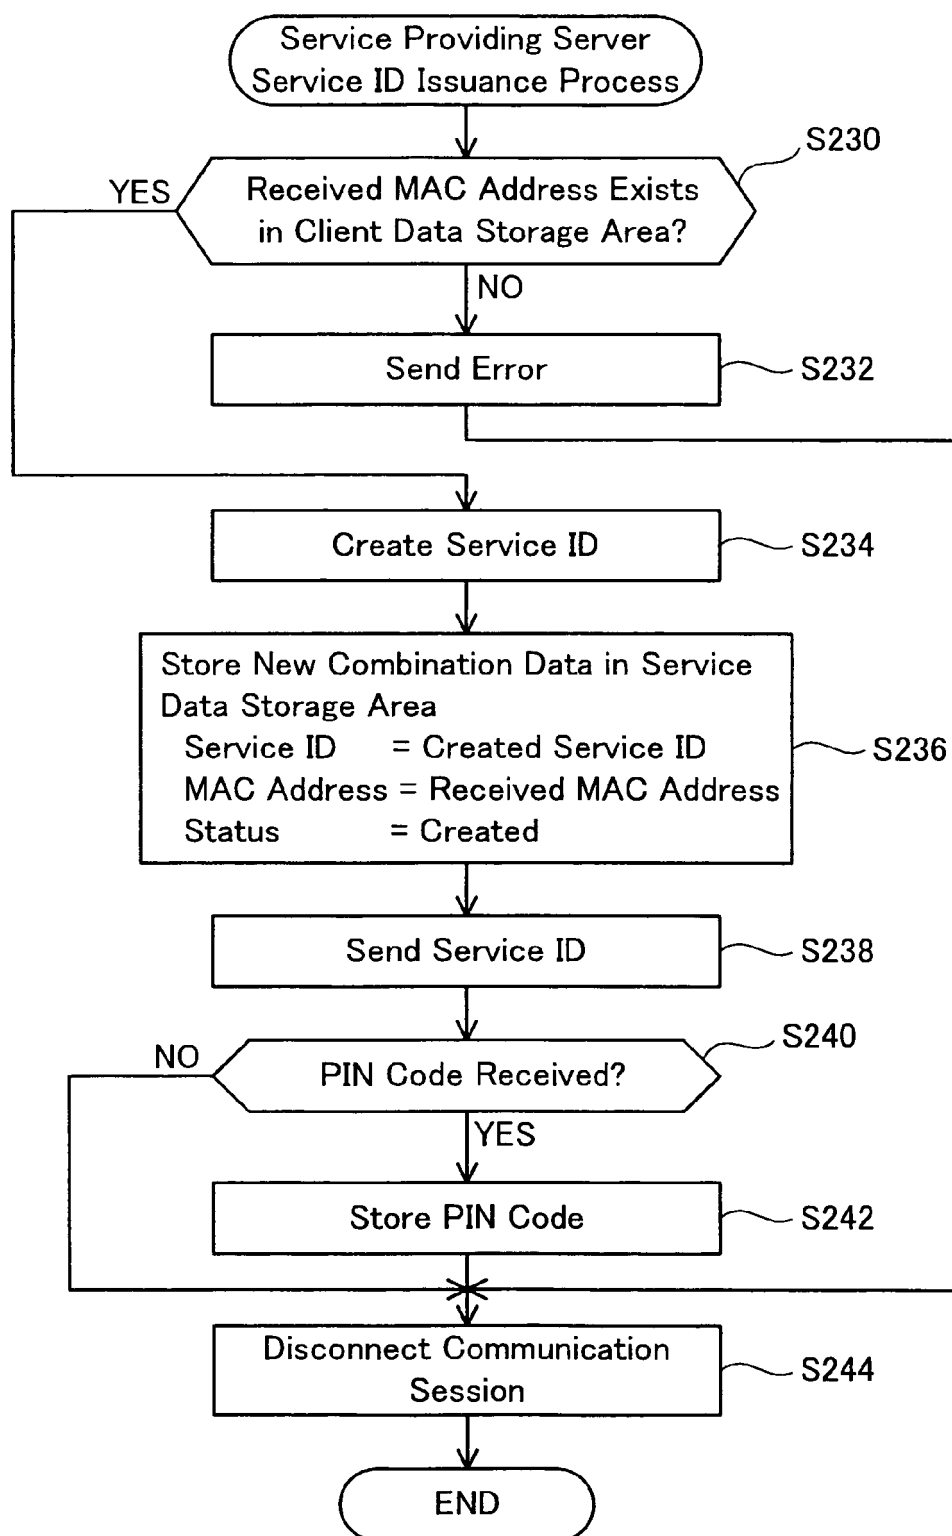 Service Providing Server
Service ID Issuance Process
S230
YES
Received MAC Address Exists
in Client Data Storage Area?
NO
Send Error
S232
Create Service ID
S234
Store New Combination Data in Service
Data Storage Area
Service ID = Created Service ID
MAC Address = Received MAC Address
Status = Created
S236
Send Service ID
S238
S240
NO
PIN Code Received?
YES
Store PIN Code
S242
Disconnect Communication
Session
S244
END